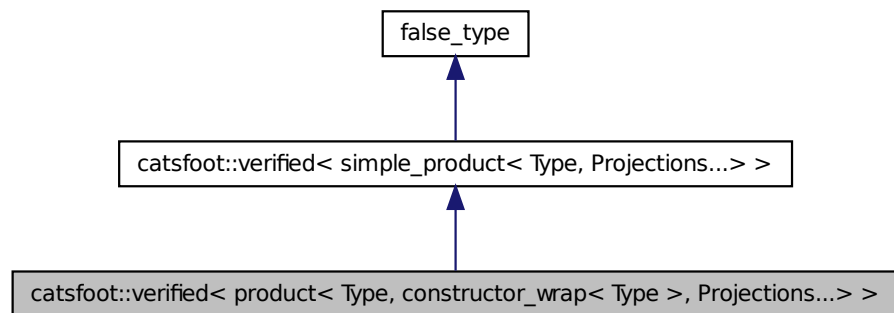 false_type
catsfoot::verified< simple_product< Type, Projections...> >
catsfoot::verified< product< Type, constructor_wrap< Type >, Projections...> >